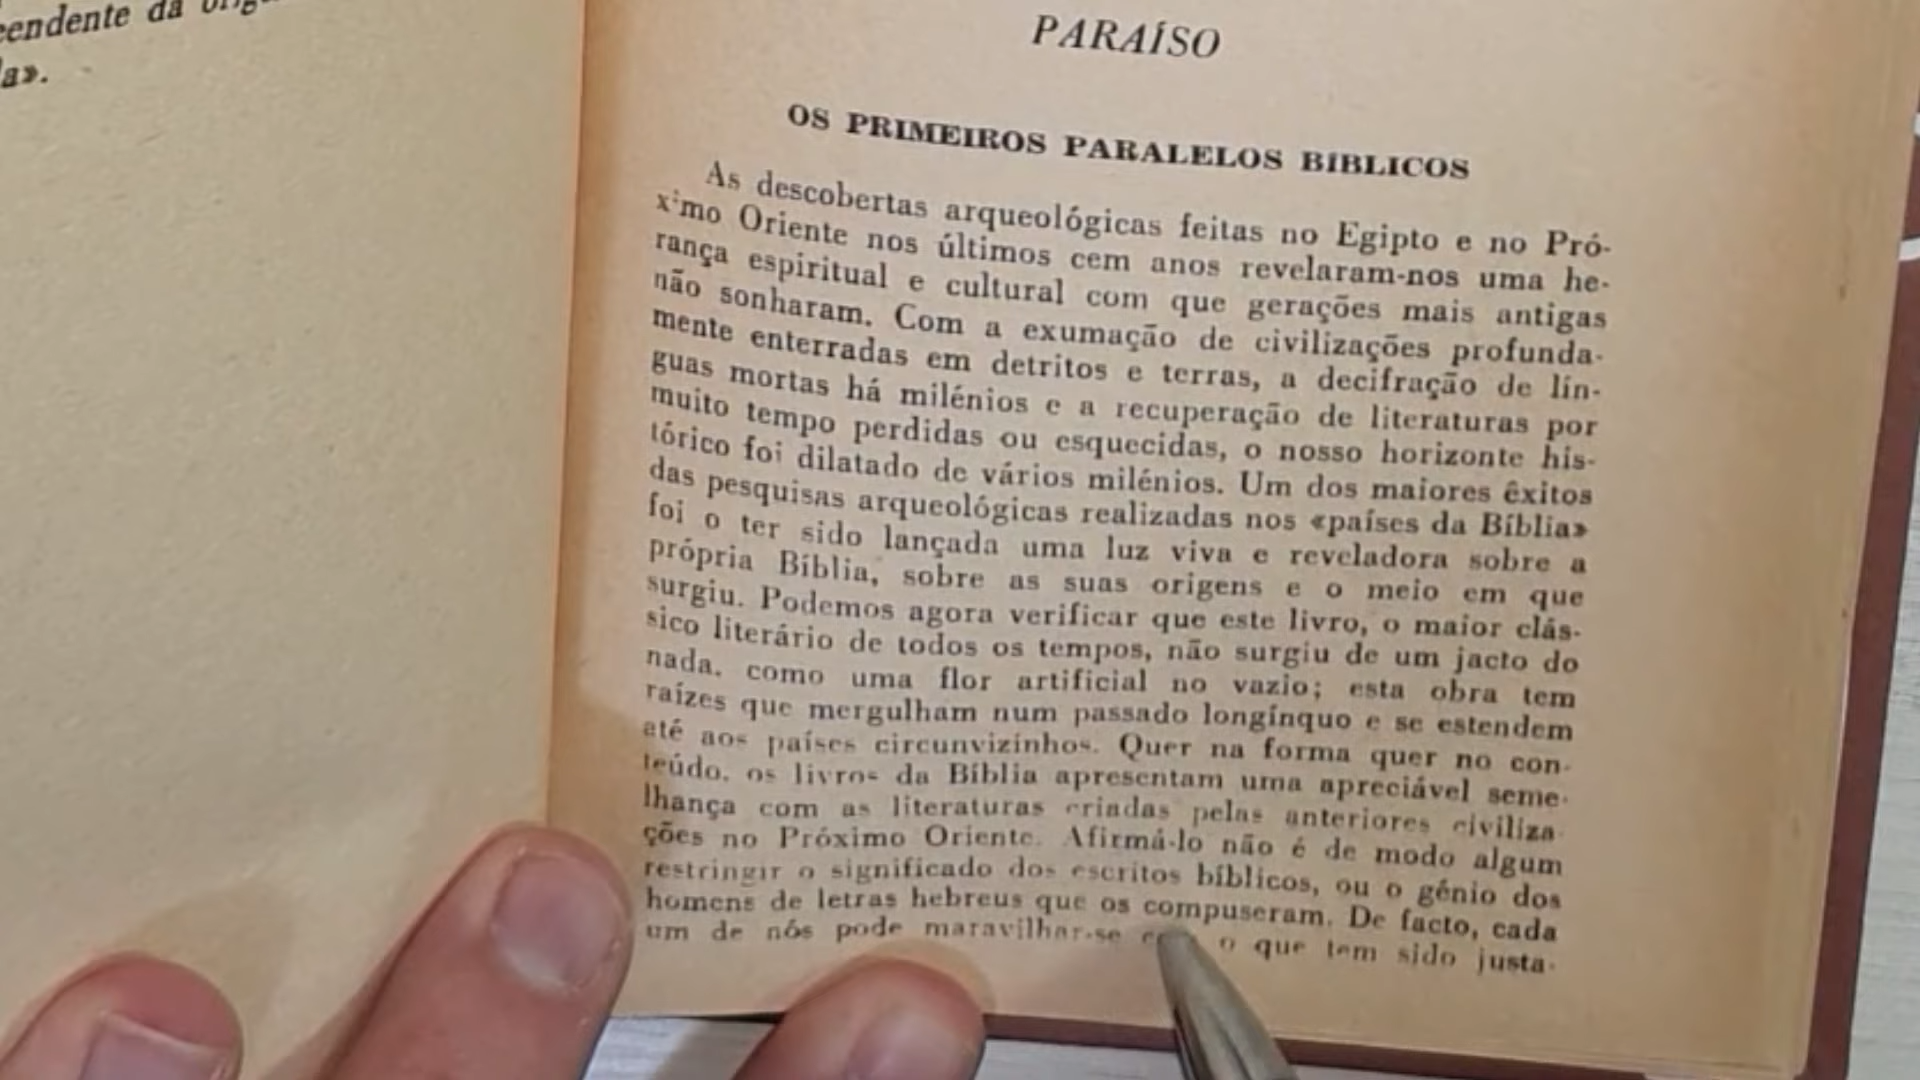 da
a».
PARAÍSO
OS PRIMEIROS PARALELOS BÍBLICOS
As descobertas arqueológicas feitas no Egipto e no Pró-
x'mo Oriente nos últimos cem anos revelaram-nos uma he-
rança espiritual e cultural com que gerações mais antigas
não sonharam. Com a exumação de civilizações profunda-
mente enterradas em detritos e terras, a decifração de lín-
guas mortas há milénios e a recuperação de literaturas por
muito tempo perdidas ou esquecidas, o nosso horizonte his-
tórico foi dilatado de vários milénios. Um dos maiores êxitos
das pesquisas arqueológicas realizadas nos «países da Bíblia»
foi o ter sido lançada uma luz viva e reveladora sobre a
própria Bíblia, sobre as suas origens e o meio em que
surgiu. Podemos agora verificar que este livro, o maior clás-
sico literário de todos os tempos, não surgiu de um jacto do
nada, como uma flor artificial no vazio; esta obra tem
raízes que mergulham num passado longínquo e se estendem
até aos países circunvizinhos. Quer na forma quer no con-
teúdo, os livros da Bíblia apresentam uma apreciável seme-
lhança com as literaturas criadas pelas anteriores civiliza-
ções no Próximo Oriente. Afirmá-lo não é de modo algum
restringir o significado dos escritos bíblicos, ou o génio dos
homens de letras hebreus que os compuseram. De facto, cada
um de nós pode maravilhar-se o que tem sido justa-